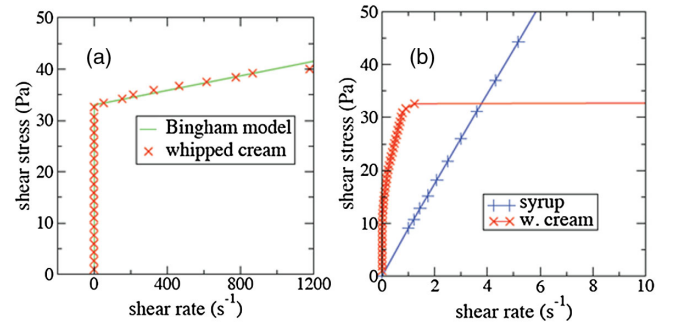 (a)
50
40
30
20
10
0
shear stress (Pa)
Bingham model
whipped cream
0 400 800 1200
shear rate (s⁻¹)
(b)
50
40
30
20
10
0
shear stress (Pa)
syrup
w. cream
0 2 4 6 8 10
shear rate (s⁻¹)